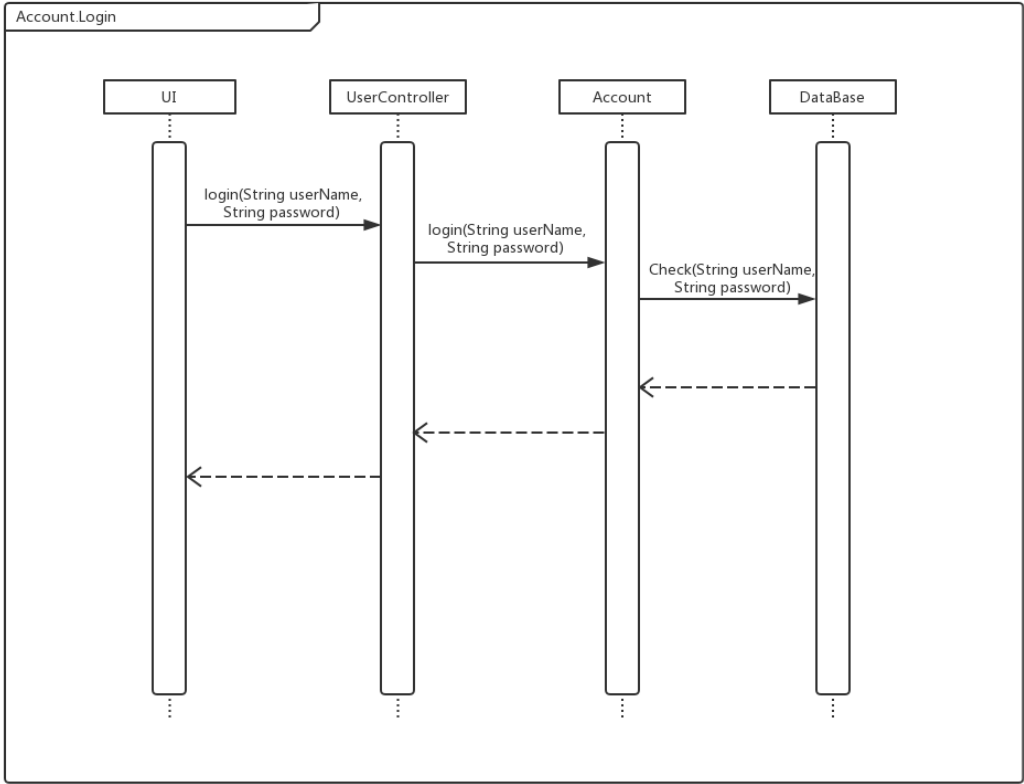 Account.Login
UI
UserController
Account
DataBase
login(String userName,
String password)
login(String userName,
String password)
Check(String userName,
String password)